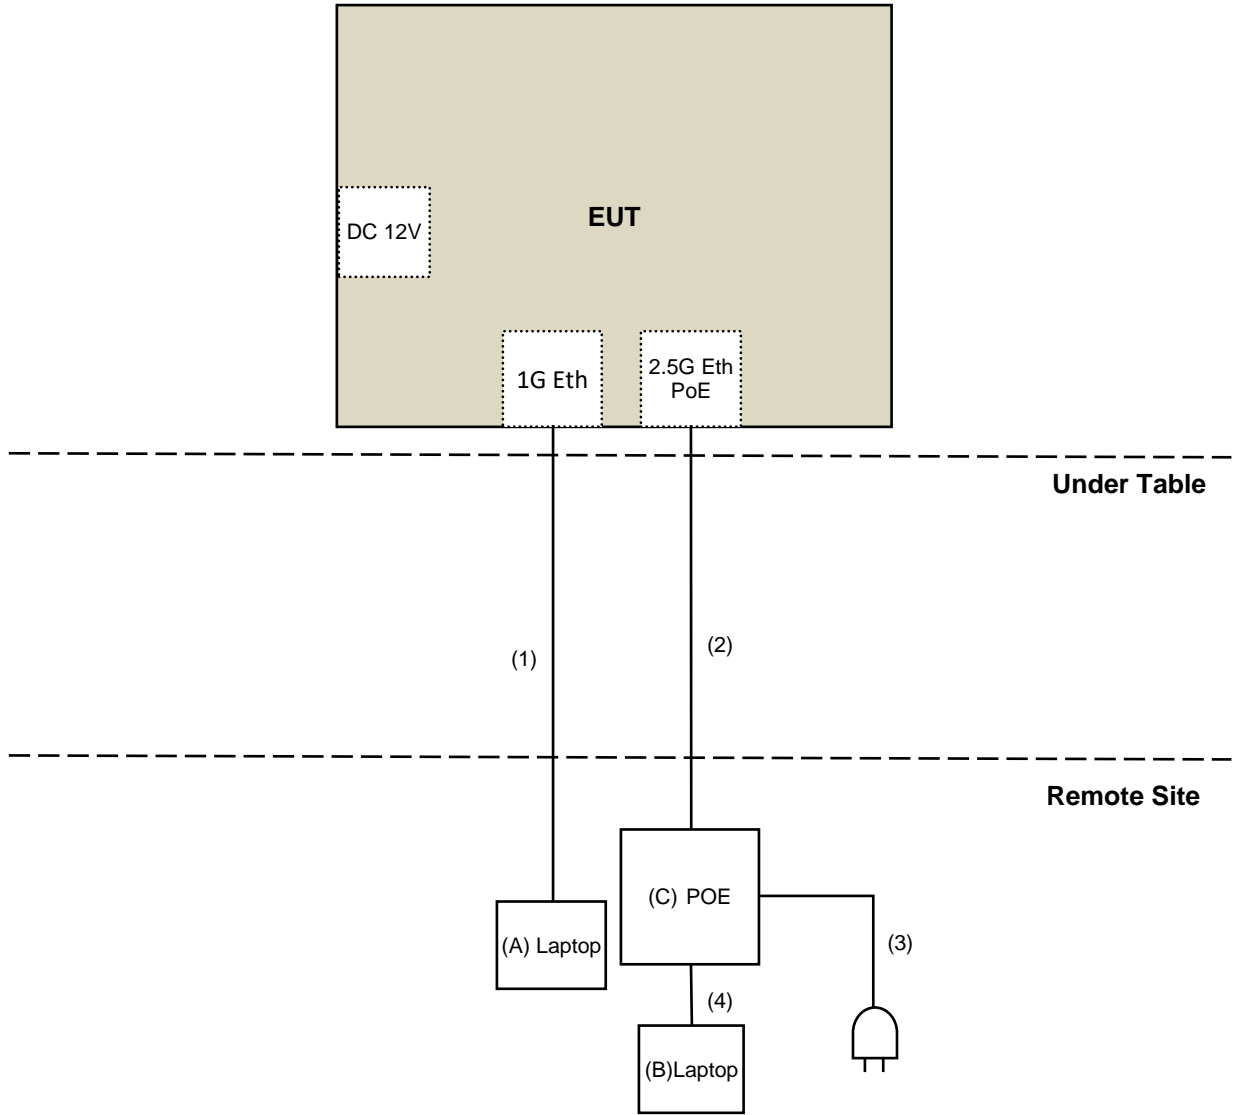 EUT
DC 12V
1G Eth
2.5G Eth
PoE
Under Table
(1)
(2)
Remote Site
(C) POE
(A) Laptop
(3)
(4)
(B)Laptop